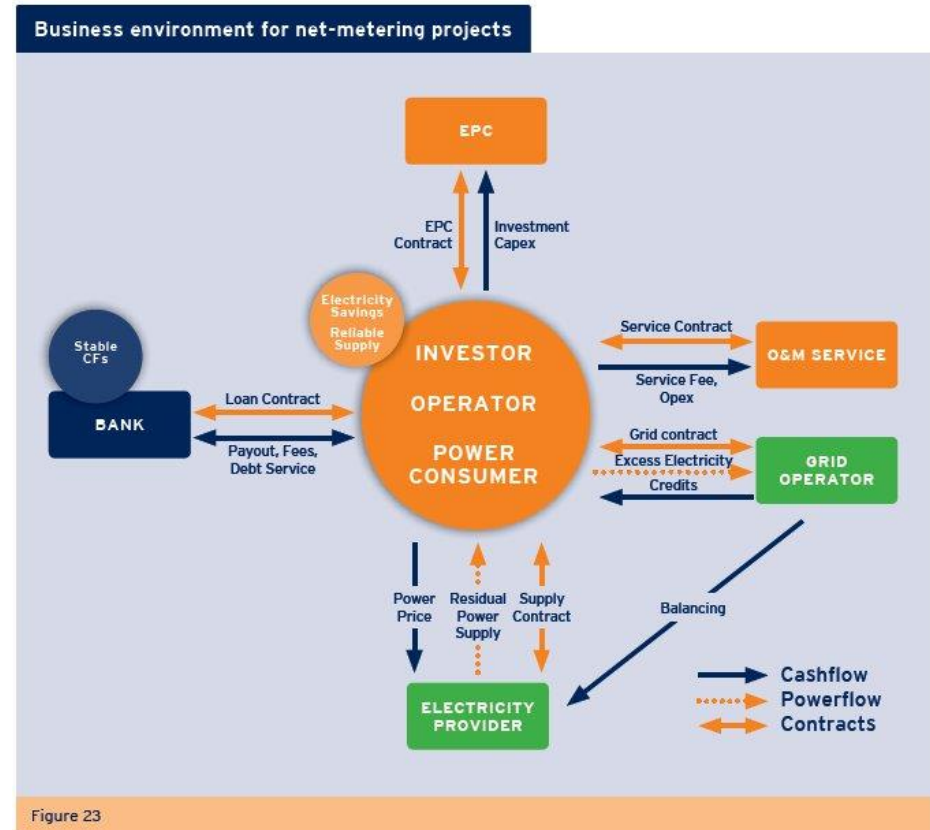 Business environment for net-metering projects
EPC
EPC
Contract
Investment
Capex
Electricity
Savings
Reliable
Supply
Stable
CFs
BANK
Loan Contract
Payout, Fees,
Debt Service
INVESTOR
OPERATOR
POWER
CONSUMER
Service Contract
Service Fee,
Opex
O&M SERVICE
Grid contract
Excess Electricity
Credits
GRID
OPERATOR
Power
Price
Residual
Power
Supply
Supply
Contract
Balancing
ELECTRICITY
PROVIDER
Cashflow
Powerflow
Contracts
Figure 23